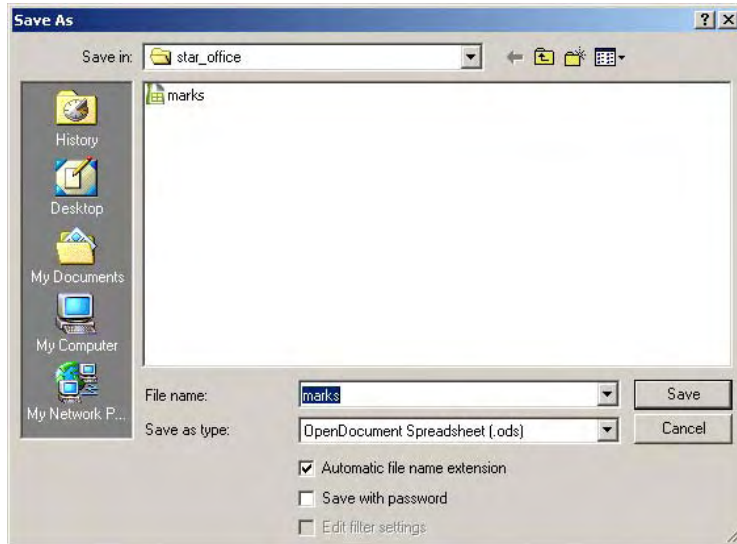 Save As
Save in: star_office
marks
History
Desktop
My Documents
My Computer
My Network P...
File name: marks Save
Save as type: OpenDocument Spreadsheet (.ods) Cancel
Automatic file name extension
Save with password
Edit filter settings